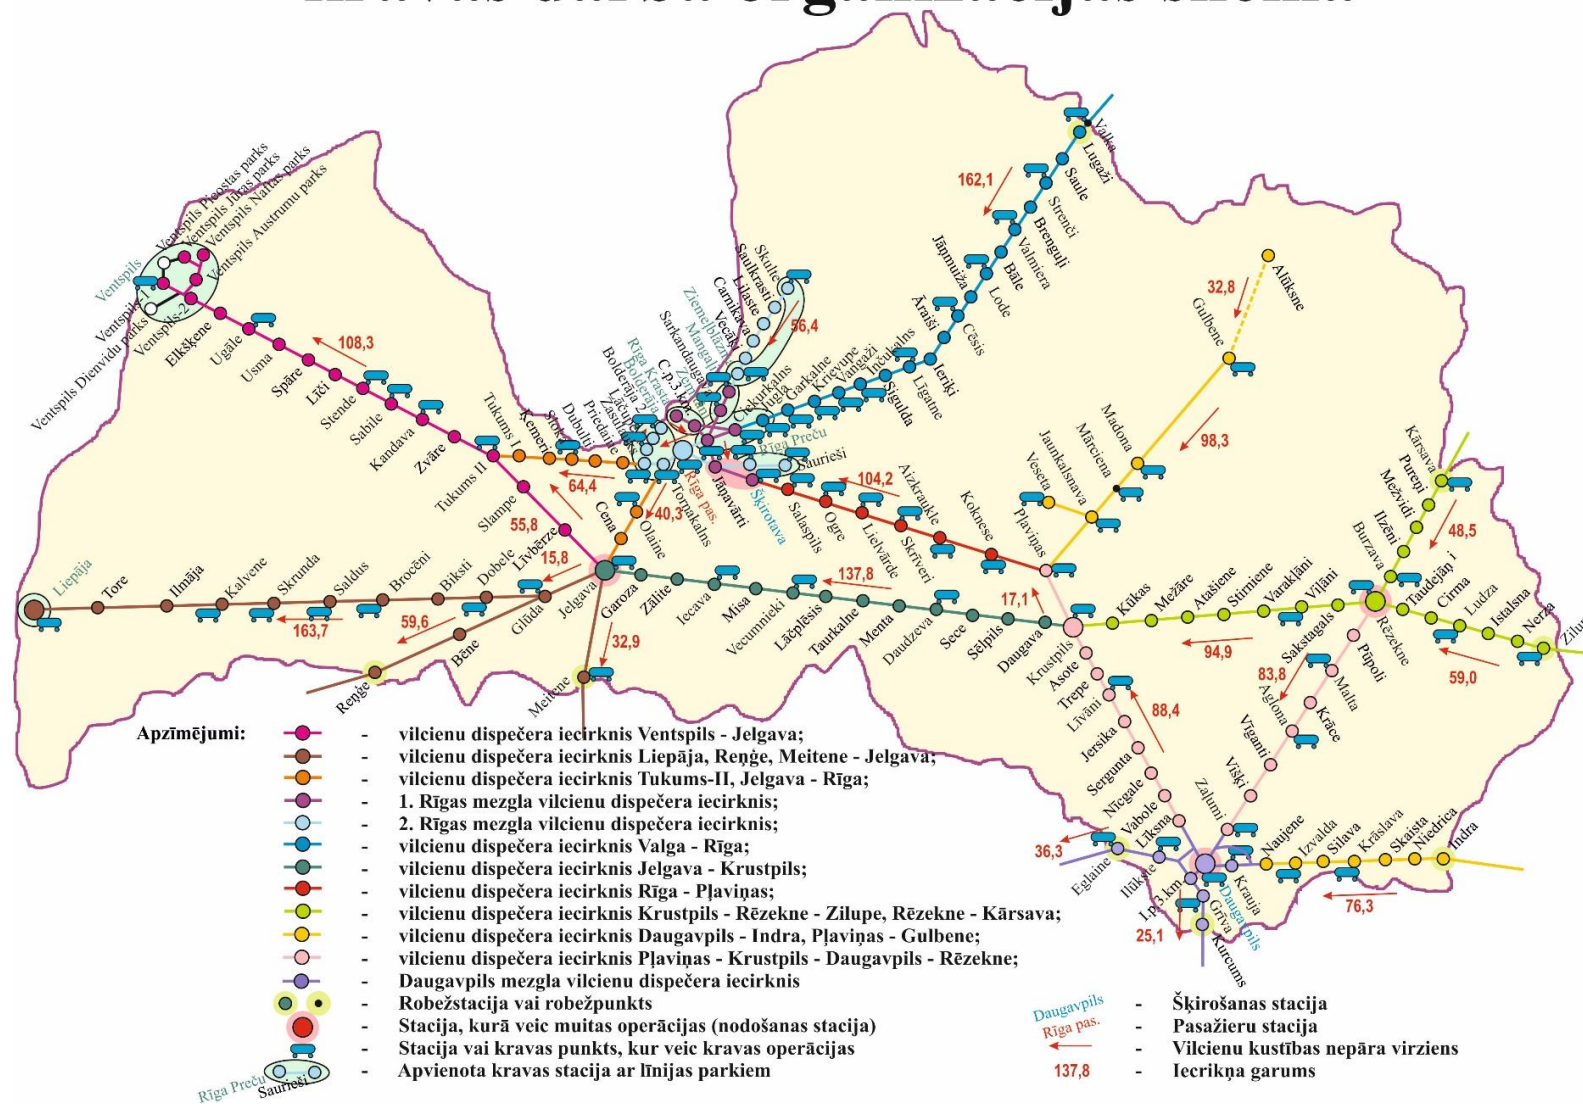 Ventspils Pieostas parks
Ventspils Jūras parks
Ventspils Naftas parks
Ventspils Austrumu parks
Ventspils
Ventspils-1
Ventspils Dienvidu parks
Ventspils-2
Elkšķene
Ugāle
Usma
Spāre
Līči
Stende
Sabile
Kandava
Zvāre
Tukums II
108,3
Tukums I
Ķemeri
Sloka
Dubulti
Priedaine
Zasulauks
Lāčupe
Bolderāja 2
Bolderāja
Rīga Krasta
Sarkandaugava
Mangaļi
Ziemeļblāzma
Vecāķi
Carnikava
Lilaste
Saulkrasti
Skulte
56,4
64,4
40,3
Slampe
Līvbērze
55,8
15,8
Cena
Olaine
Torņakalns
Rīga pas.
Jāņavārti
Šķirotava
Rīga Preču
Saurieši
Čiekurkalns
Jugla
Garkalne
Krievupe
Vangaži
Inčukalns
Sigulda
Līgatne
Ieriķi
Āraiši
Cēsis
Jāņmuiža
Lode
Bāle
Valmiera
Brenguļi
Strenči
Saule
Lugaži
Valka
162,1
Alūksne
32,8
Gulbene
98,3
Madona
Mārciena
Jaunkalsnava
Veseta
Pļaviņas
Salaspils
Ogre
Lielvārde
Skrīveri
Aizkraukle
Koknese
104,2
17,1
Liepāja
Tore
Ilmāja
Kalvene
Skrunda
Saldus
Brocēni
Biksti
Dobele
Glūda
Jelgava
163,7
59,6
Bēne
Reņģe
Meitene
32,9
Garoza
Zālīte
Iecava
Misa
Vecumnieki
Lāčplēsis
Taurkalne
Menta
Daudzeva
Sece
Sēlpils
Daugava
Krustpils
137,8
Kūkas
Mežāre
Atašiene
Stirniene
Varakļāni
Viļāni
Sakstagals
Rēzekne
94,9
Kārsava
Pureņi
Mežvidi
Ilzēni
Burzava
48,5
Taudejāņi
Cirma
Ludza
Istalsna
Nerza
59,0
Pūpoli
Malta
Krāce
Aglona
Vīganti
Višķi
Zaļumi
83,8
Asote
Trepe
Līvāni
Jersika
Sergunta
Nīcgale
Vabole
Līksna
88,4
Eglaine
Ilūkste
36,3
I.p.3.km
Grīva
Kurcums
25,1
Krauja
Daugavpils
Naujene
Izvalda
Silava
Krāslava
Skaista
Niedrica
Indra
76,3
Apzīmējumi:
- vilcienu dispečera iecirknis Ventspils - Jelgava;
- vilcienu dispečera iecirknis Liepāja, Reņģe, Meitene - Jelgava;
- vilcienu dispečera iecirknis Tukums-II, Jelgava - Rīga;
- 1. Rīgas mezgla vilcienu dispečera iecirknis;
- 2. Rīgas mezgla vilcienu dispečera iecirknis;
- vilcienu dispečera iecirknis Valga - Rīga;
- vilcienu dispečera iecirknis Jelgava - Krustpils;
- vilcienu dispečera iecirknis Rīga - Pļaviņas;
- vilcienu dispečera iecirknis Krustpils - Rēzekne - Zilupe, Rēzekne - Kārsava;
- vilcienu dispečera iecirknis Daugavpils - Indra, Pļaviņas - Gulbene;
- vilcienu dispečera iecirknis Pļaviņas - Krustpils - Daugavpils - Rēzekne;
- Daugavpils mezgla vilcienu dispečera iecirknis
- Robežstacija vai robežpunkts
- Stacija, kurā veic muitas operācijas (nodošanas stacija)
- Stacija vai kravas punkts, kur veic kravas operācijas
Rīga Preču Saurieši - Apvienota kravas stacija ar līnijas parkiem
Daugavpils - Šķirošanas stacija
Rīga pas. - Pasažieru stacija
- Vilcienu kustības nepāra virziens
137,8 - Iecrikņa garums